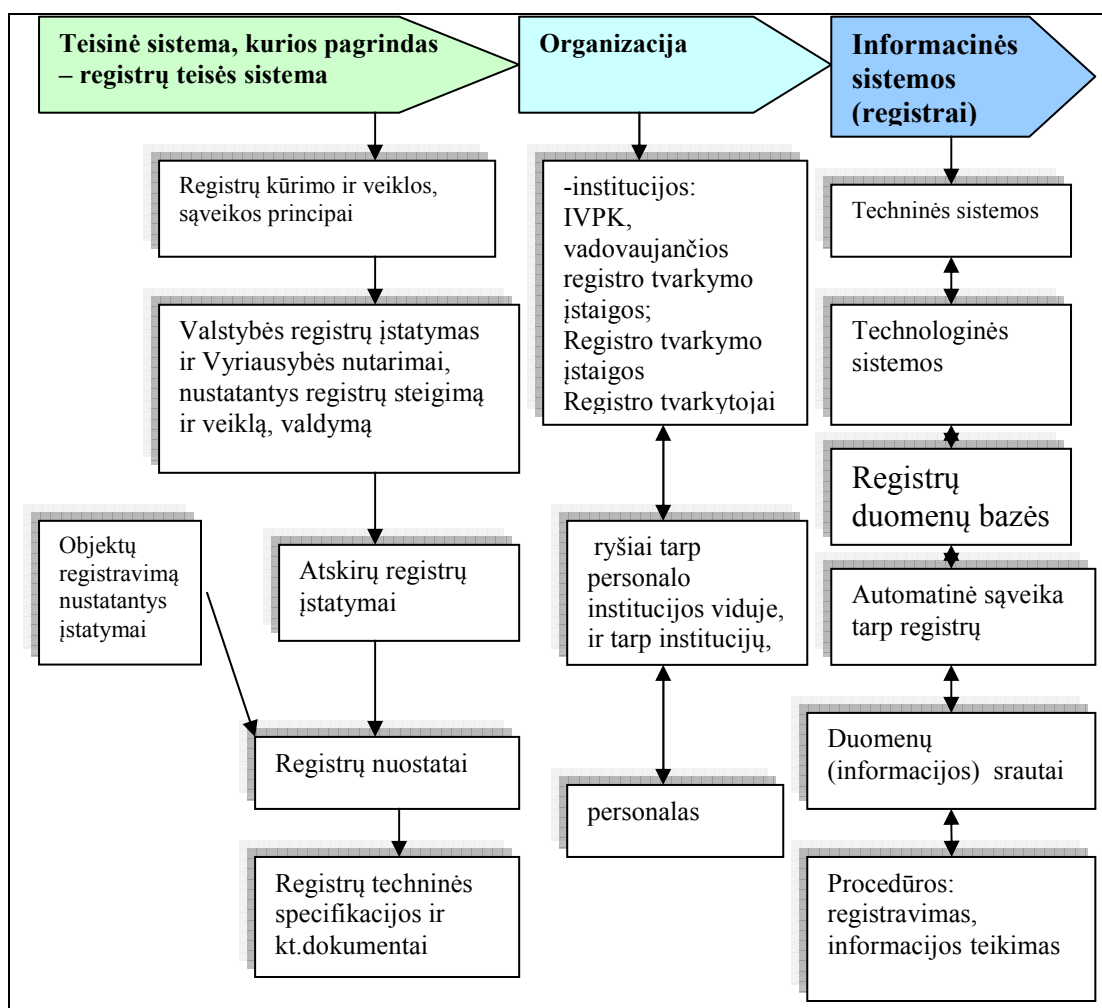 Teisinė sistema, kurios pagrindas
– registrų teisės sistema
Registrų kūrimo ir veiklos,
sąveikos principai
Valstybės registrų įstatymas
ir Vyriausybės nutarimai,
nustatantys registrų steigimą
ir veiklą, valdymą
Objektų
registravimą
nustatantys
įstatymai
Atskirų registrų
įstatymai
Registrų nuostatai
Registrų techninės
specifikacijos ir
kt.dokumentai
Organizacija
-institucijos:
IVPK,
vadovaujančios
registro tvarkymo
įstaigos;
Registro tvarkymo
įstaigos
Registro tvarkytojai
ryšiai tarp
personalo
institucijos viduje,
ir tarp institucijų,
personalas
Informacinės
sistemos
(registrai)
Techninės sistemos
Technologinės
sistemos
Registrų
duomenų bazės
Automatinė sąveika
tarp registrų
Duomenų
(informacijos) srautai
Procedūros:
registravimas,
informacijos teikimas